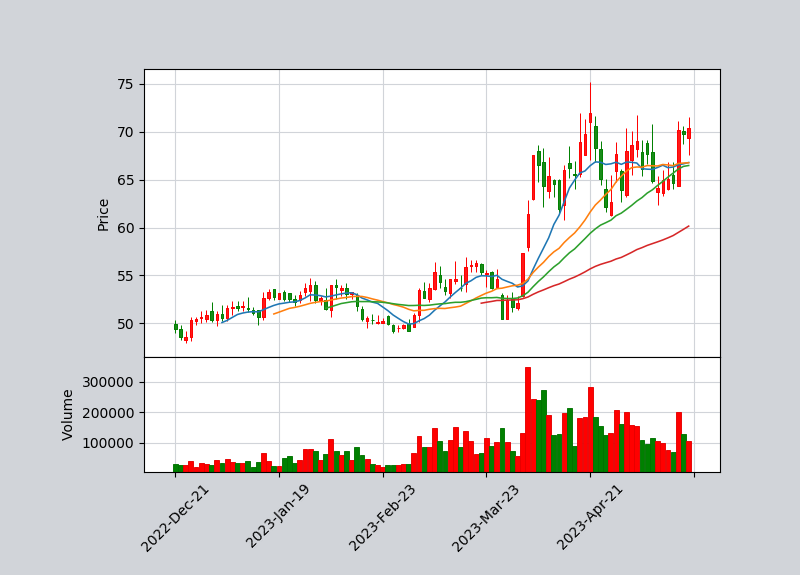 75
70
65
60
55
50
Price
300000
200000
100000
Volume
2022-Dec-21
2023-Jan-19
2023-Feb-23
2023-Mar-23
2023-Apr-21